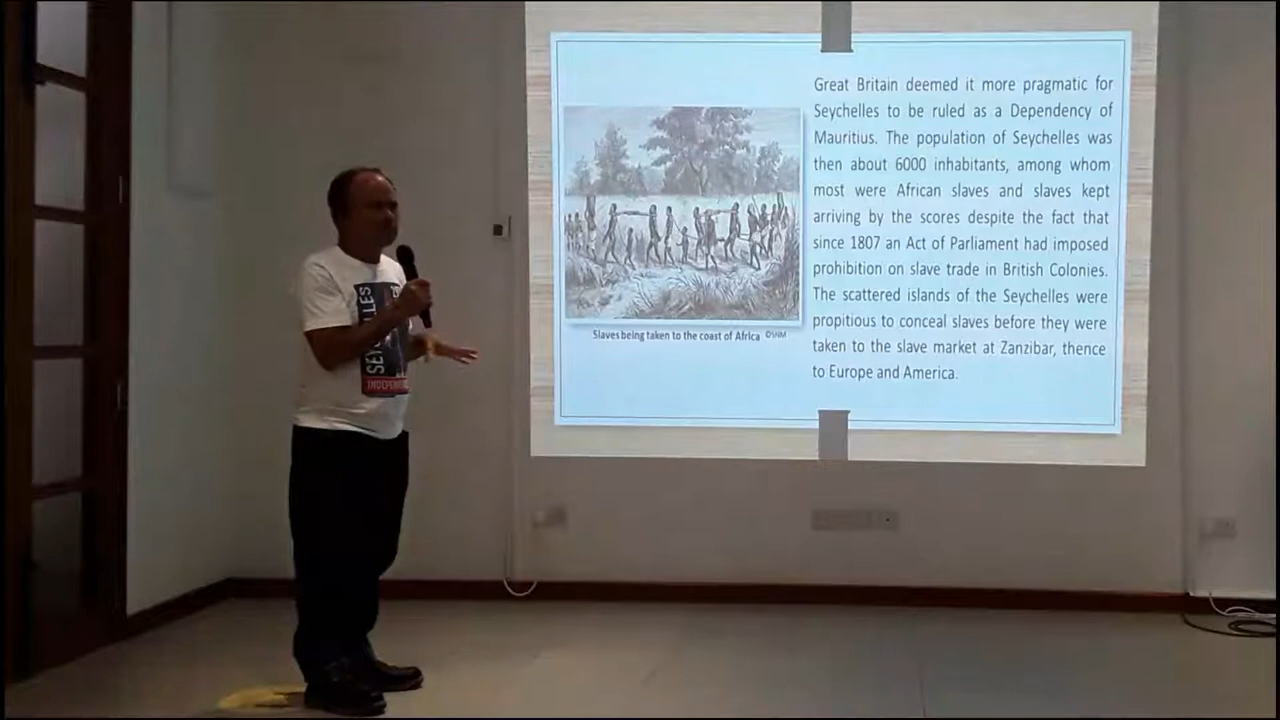 Great Britain deemed it more pragmatic for
Seychelles to be ruled as a Dependency of
Mauritius. The population of Seychelles was
then about 6000 inhabitants, among whom
most were African slaves and slaves kept
arriving by the scores despite the fact that
since 1807 an Act of Parliament had imposed
prohibition on slave trade in British Colonies.
The scattered islands of the Seychelles were
propitious to conceal slaves before they were
taken to the slave market at Zanzibar, thence
to Europe and America.
Slaves being taken to the coast of Africa ©SNM